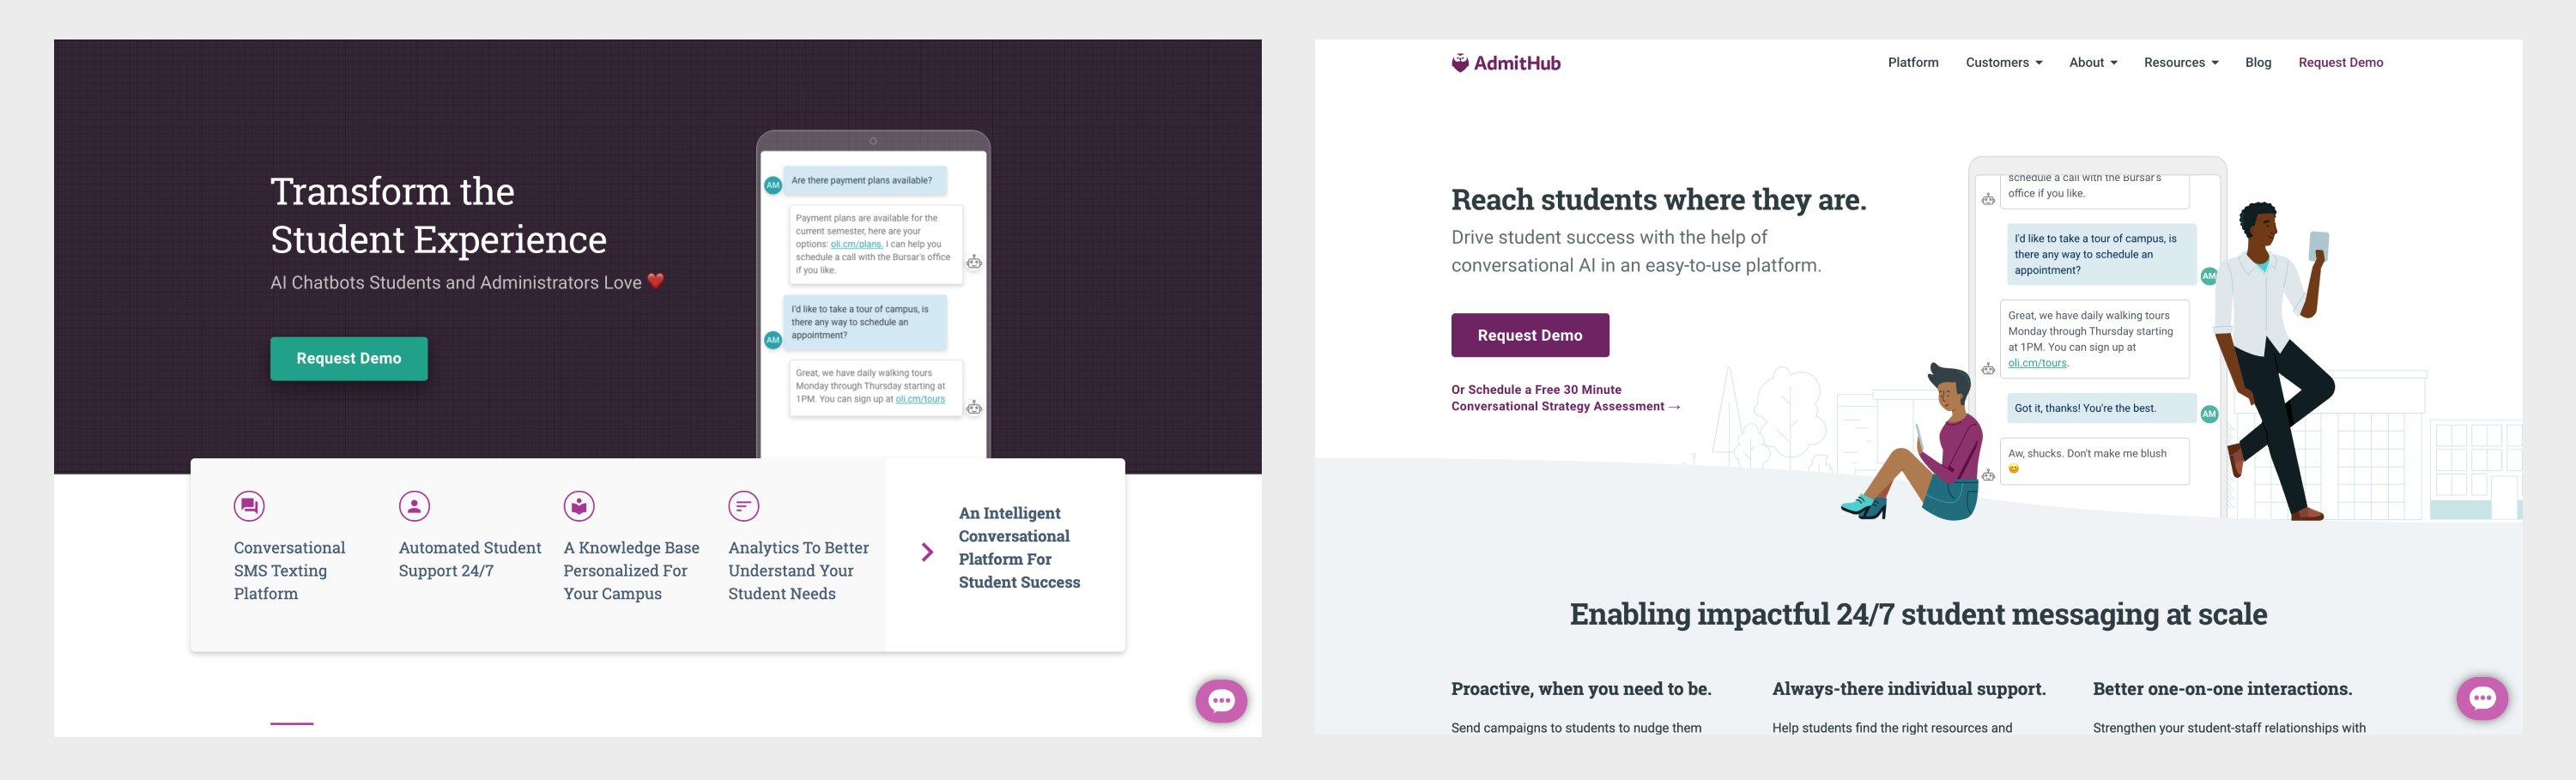 Transform the
Student Experience
AI Chatbots Students and Administrators Love ❤️
Request Demo
AM
Are there payment plans available?
Payment plans are available for the
current semester, here are your
options: oli.cm/plans. I can help you
schedule a call with the Bursar's office
if you like.
AM
I'd like to take a tour of campus, is
there any way to schedule an
appointment?
Great, we have daily walking tours
Monday through Thursday starting at
1PM. You can sign up at oli.cm/tours
Conversational
SMS Texting
Platform
Automated Student
Support 24/7
A Knowledge Base
Personalized For
Your Campus
Analytics To Better
Understand Your
Student Needs
An Intelligent
Conversational
Platform For
Student Success
AdmitHub
Platform
Customers
About
Resources
Blog
Request Demo
Reach students where they are.
Drive student success with the help of
conversational AI in an easy-to-use platform.
Request Demo
Or Schedule a Free 30 Minute
Conversational Strategy Assessment →
schedule a call with the Bursar's
office if you like.
I'd like to take a tour of campus, is
there any way to schedule an
appointment?
AM
Great, we have daily walking tours
Monday through Thursday starting
at 1PM. You can sign up at
oli.cm/tours.
Got it, thanks! You're the best.
AM
Aw, shucks. Don't make me blush
😊
Enabling impactful 24/7 student messaging at scale
Proactive, when you need to be.
Send campaigns to students to nudge them
Always-there individual support.
Help students find the right resources and
Better one-on-one interactions.
Strengthen your student-staff relationships with